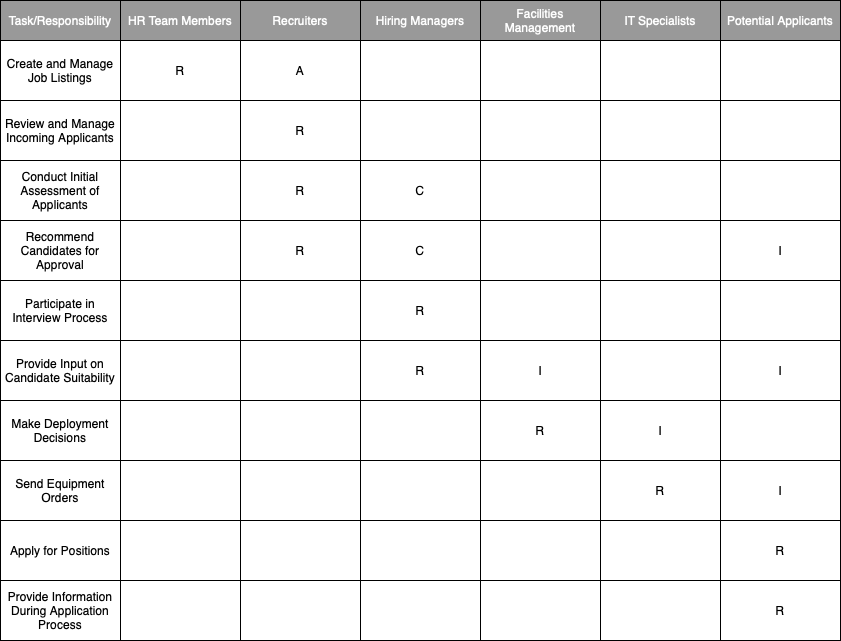 Task/Responsibility HR Team Members Recruiters Hiring Managers Facilities Management IT Specialists Potential Applicants
Create and Manage
Job Listings
R A
Review and Manage
Incoming Applicants
R
Conduct Initial
Assessment of
Applicants
R C
Recommend
Candidates for
Approval
R C I
Participate in
Interview Process
R
Provide Input on
Candidate Suitability
R I I
Make Deployment
Decisions
R I
Send Equipment
Orders
R I
Apply for Positions R
Provide Information
During Application
Process
R